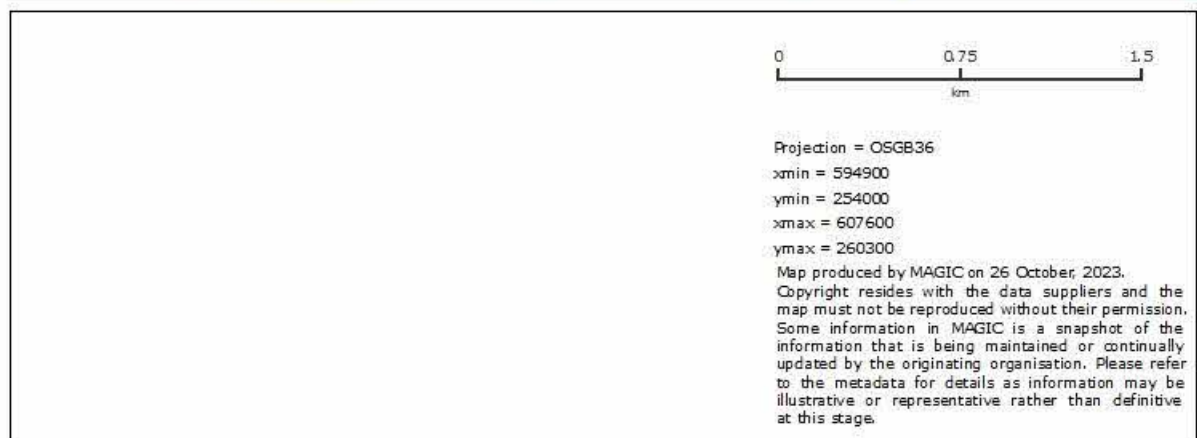 0 0.75 1.5
km
Projection = OSGB36
xmin = 594900
ymin = 254000
xmax = 607600
ymax = 260300
Map produced by MAGIC on 26 October, 2023.
Copyright resides with the data suppliers and the
map must not be reproduced without their permission.
Some information in MAGIC is a snapshot of the
information that is being maintained or continually
updated by the originating organisation. Please refer
to the metadata for details as information may be
illustrative or representative rather than definitive
at this stage.